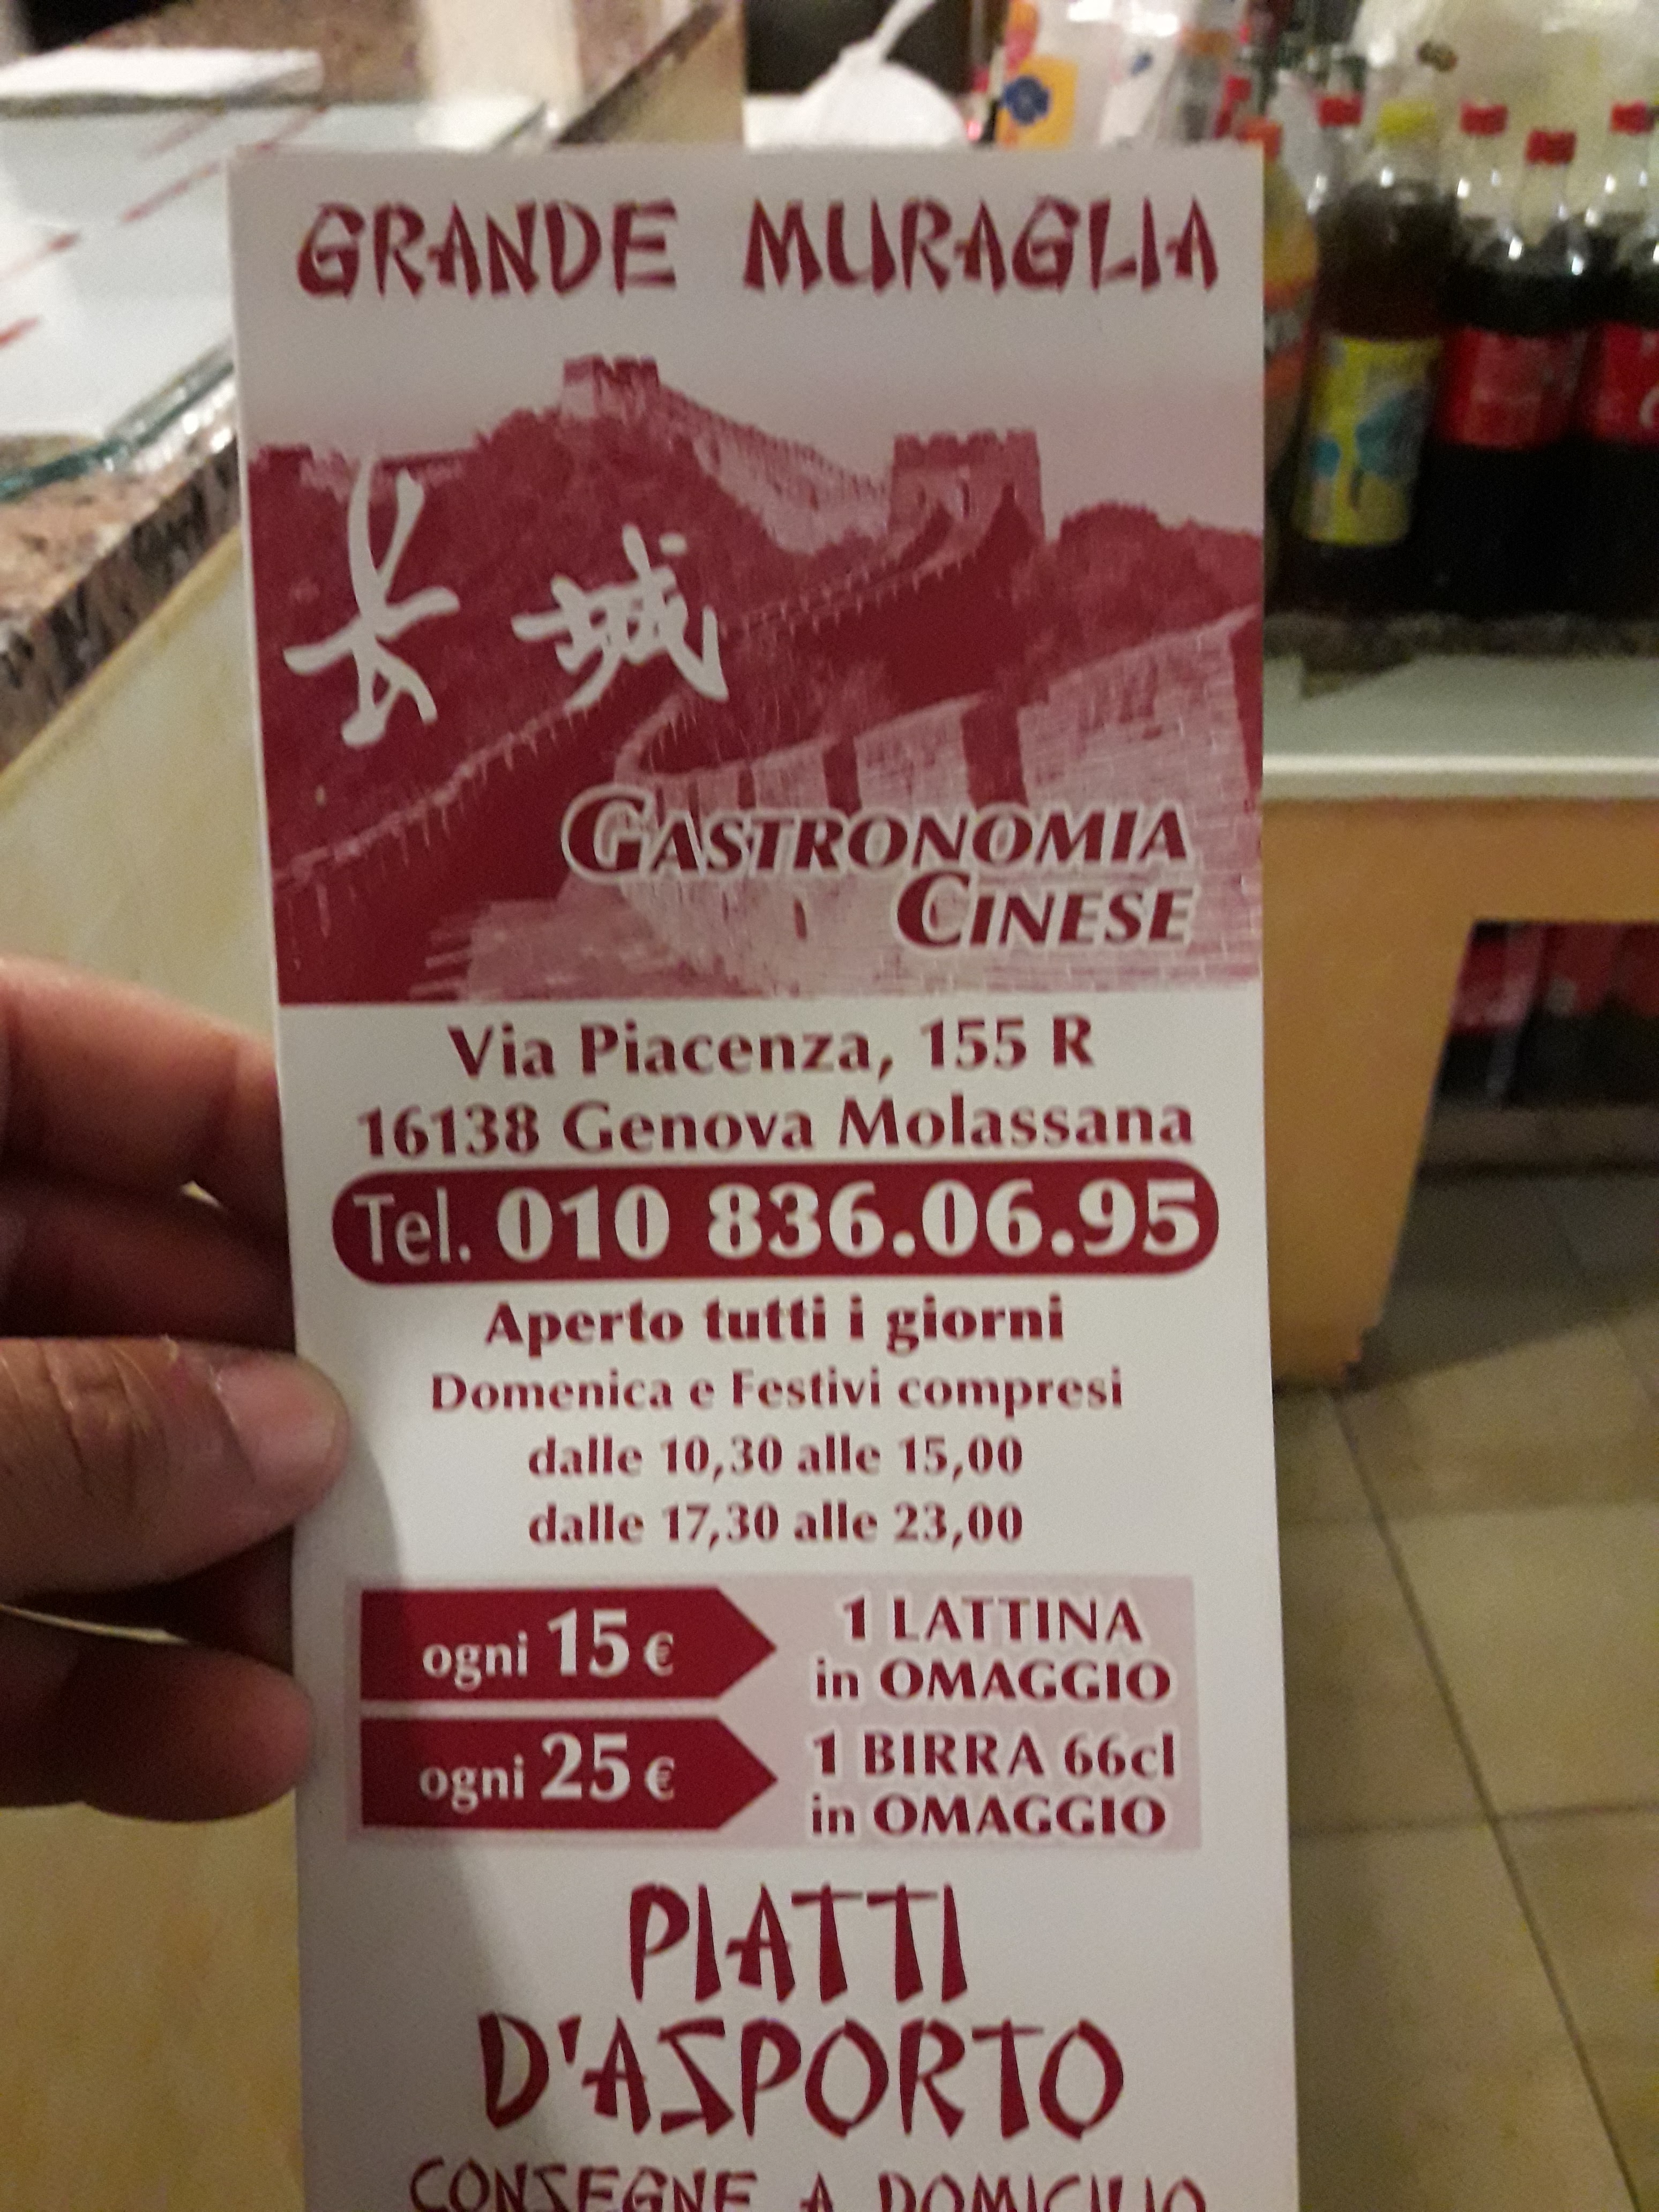 GRANDE MURAGLIA
长城
GASTRONOMIA
CINESE
Via Piacenza, 155 R
16138 Genova Molassana
Tel. 010 836.06.95
Aperto tutti i giorni
Domenica e Festivi compresi
dalle 10,30 alle 15,00
dalle 17,30 alle 23,00
ogni 15 €
1 LATTINA
in OMAGGIO
ogni 25 €
1 BIRRA 66cl
in OMAGGIO
PIATTI
D'ASPORTO
CONSEGNE A DOMICILIO